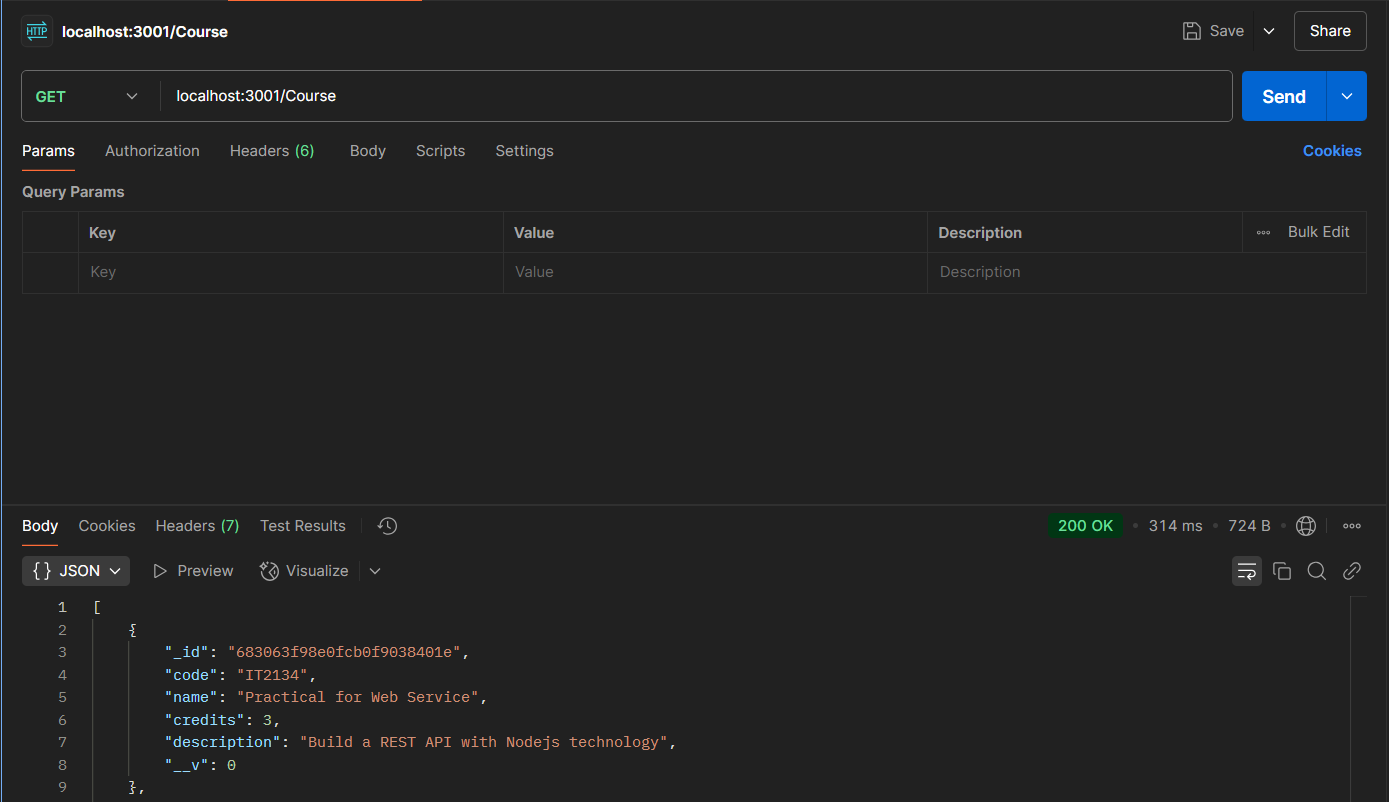 HTTP localhost:3001/Course Save Share
GET localhost:3001/Course Send
Params Authorization Headers (6) Body Scripts Settings Cookies
Query Params
Key Value Description Bulk Edit
Key Value Description
Body Cookies Headers (7) Test Results 200 OK • 314 ms • 724 B •
{} JSON Preview Visualize
1 [
2 {
3 "_id": "683063f98e0fcb0f9038401e",
4 "code": "IT2134",
5 "name": "Practical for Web Service",
6 "credits": 3,
7 "description": "Build a REST API with Nodejs technology",
8 "__v": 0
9 },